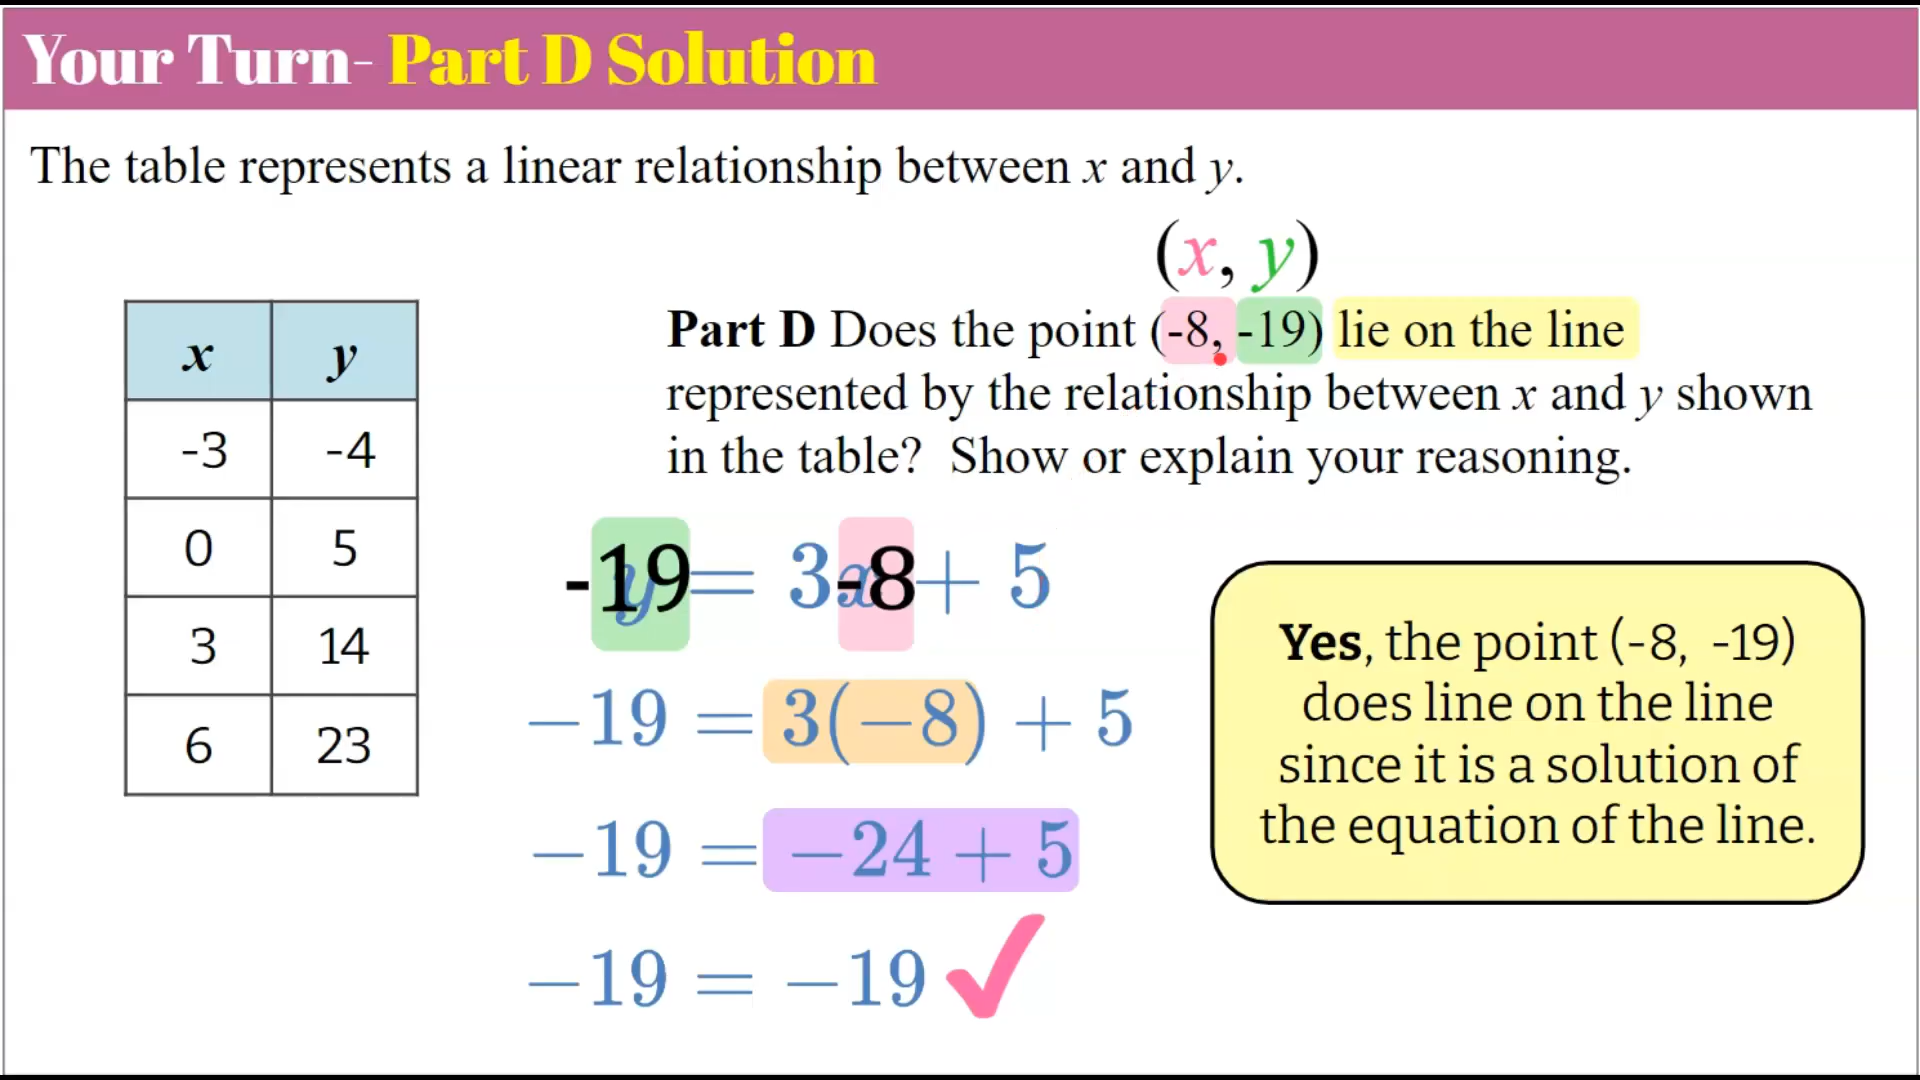 Your Turn- Part D Solution
The table represents a linear relationship between x and y.
(x, y)
Part D Does the point (-8, -19) lie on the line
represented by the relationship between x and y shown
in the table? Show or explain your reasoning.
x y
-3 -4
0 5
3 14
6 23
y = 3x + 5
-19 -8
−19 = 3(−8) + 5
−19 = −24 + 5
−19 = −19
Yes, the point (-8, -19)
does line on the line
since it is a solution of
the equation of the line.